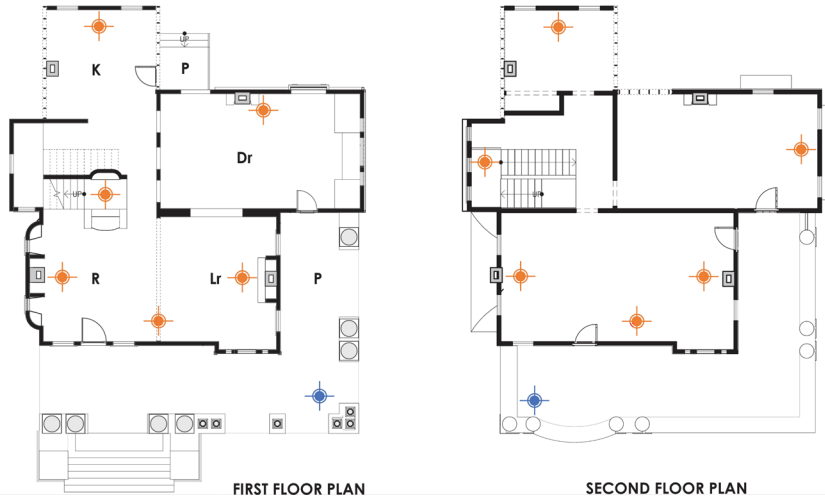 UP
K
P
Dr
UP
R
Lr
P
FIRST FLOOR PLAN
UP
SECOND FLOOR PLAN